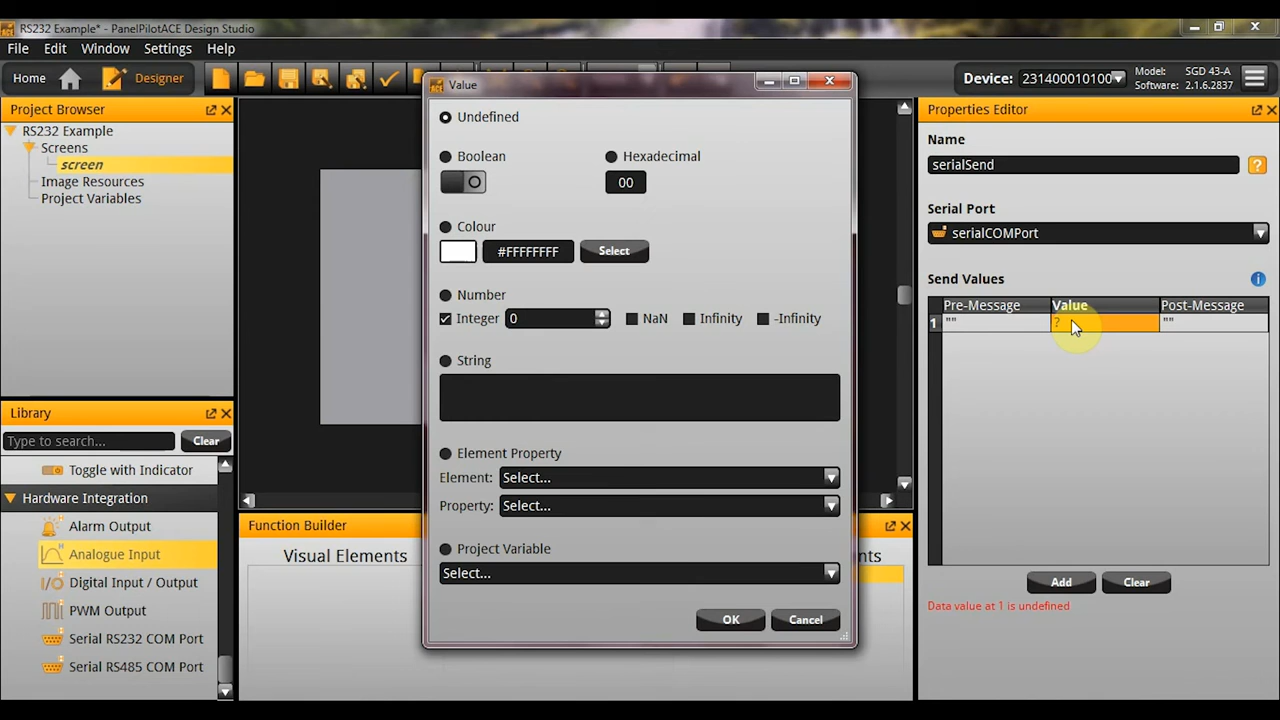 RS232 Example* - PanelPilotACE Design Studio
File Edit Window Settings Help
Home Designer
Device: 231400010100 Model: SGD 43-A
Software: 2.1.6.2837
Project Browser
RS232 Example
Screens
screen
Image Resources
Project Variables
Library
Type to search... Clear
Toggle with Indicator
Hardware Integration
Alarm Output
Analogue Input
Digital Input / Output
PWM Output
Serial RS232 COM Port
Serial RS485 COM Port
Function Builder
Visual Elements
nts
Value
Undefined
Boolean Hexadecimal
00
Colour
#FFFFFFFF Select
Number
Integer 0 NaN Infinity -Infinity
String
Element Property
Element: Select...
Property: Select...
Project Variable
Select...
OK Cancel
Properties Editor
Name
serialSend ?
Serial Port
serialCOMPort
Send Values i
Pre-Message Value Post-Message
1 "" ? ""
Add Clear
Data value at 1 is undefined